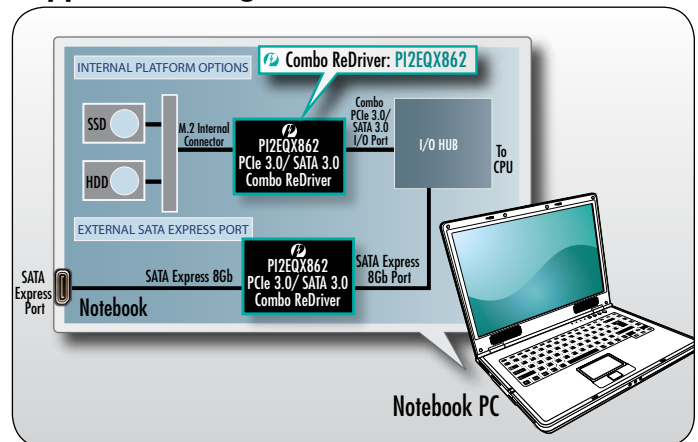 INTERNAL PLATFORM OPTIONS
Combo ReDriver: PI2EQX862
SSD
HDD
M.2 Internal
Connector
PI2EQX862
PCIe 3.0/ SATA 3.0
Combo ReDriver
Combo
PCIe 3.0/
SATA 3.0
I/O Port
I/O HUB
To
CPU
EXTERNAL SATA EXPRESS PORT
SATA
Express
Port
SATA Express 8Gb
PI2EQX862
PCIe 3.0/ SATA 3.0
Combo ReDriver
SATA Express
8Gb Port
Notebook
Notebook PC